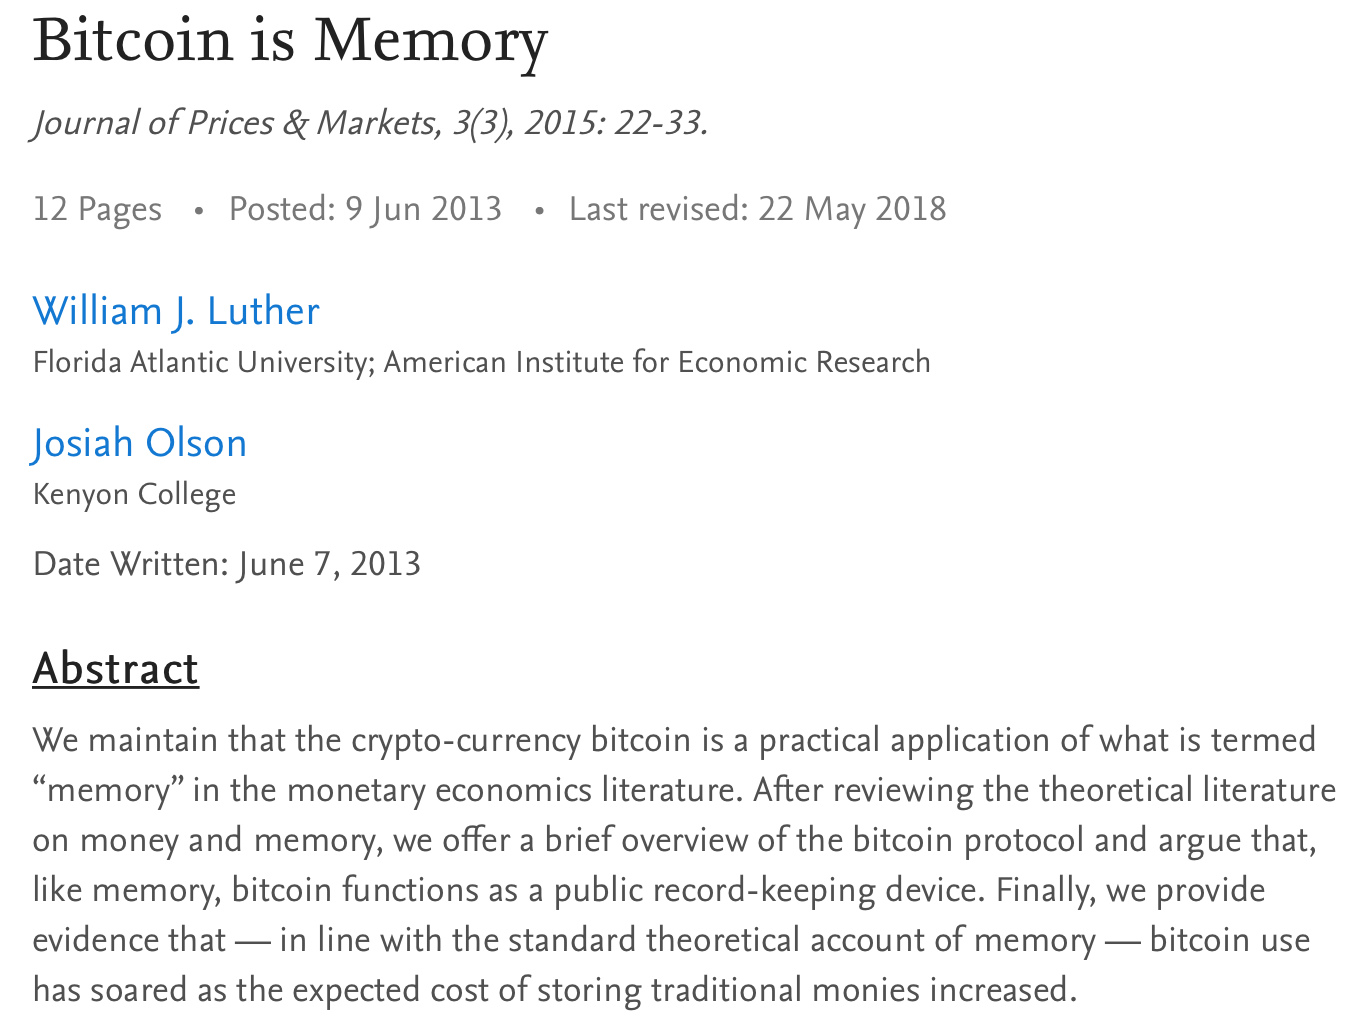 Bitcoin is Memory
Journal of Prices & Markets, 3(3), 2015: 22-33.
12 Pages • Posted: 9 Jun 2013 • Last revised: 22 May 2018
William J. Luther
Florida Atlantic University; American Institute for Economic Research
Josiah Olson
Kenyon College
Date Written: June 7, 2013
Abstract
We maintain that the crypto-currency bitcoin is a practical application of what is termed
“memory” in the monetary economics literature. After reviewing the theoretical literature
on money and memory, we offer a brief overview of the bitcoin protocol and argue that,
like memory, bitcoin functions as a public record-keeping device. Finally, we provide
evidence that — in line with the standard theoretical account of memory — bitcoin use
has soared as the expected cost of storing traditional monies increased.